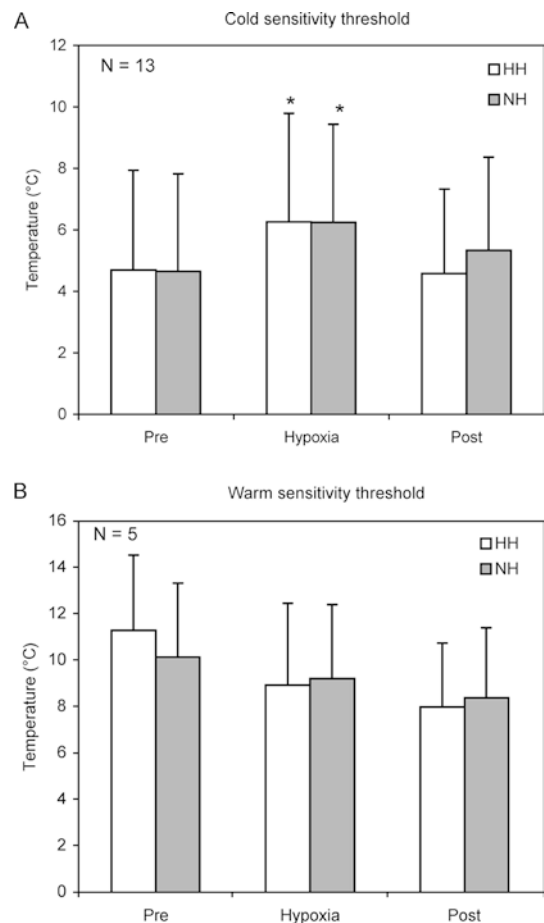 A
Cold sensitivity threshold
N = 13
HH
NH
12
10
8
6
4
2
0
Temperature (°C)
*
*
Pre
Hypoxia
Post
B
Warm sensitivity threshold
N = 5
HH
NH
16
14
12
10
8
6
4
2
0
Temperature (°C)
Pre
Hypoxia
Post